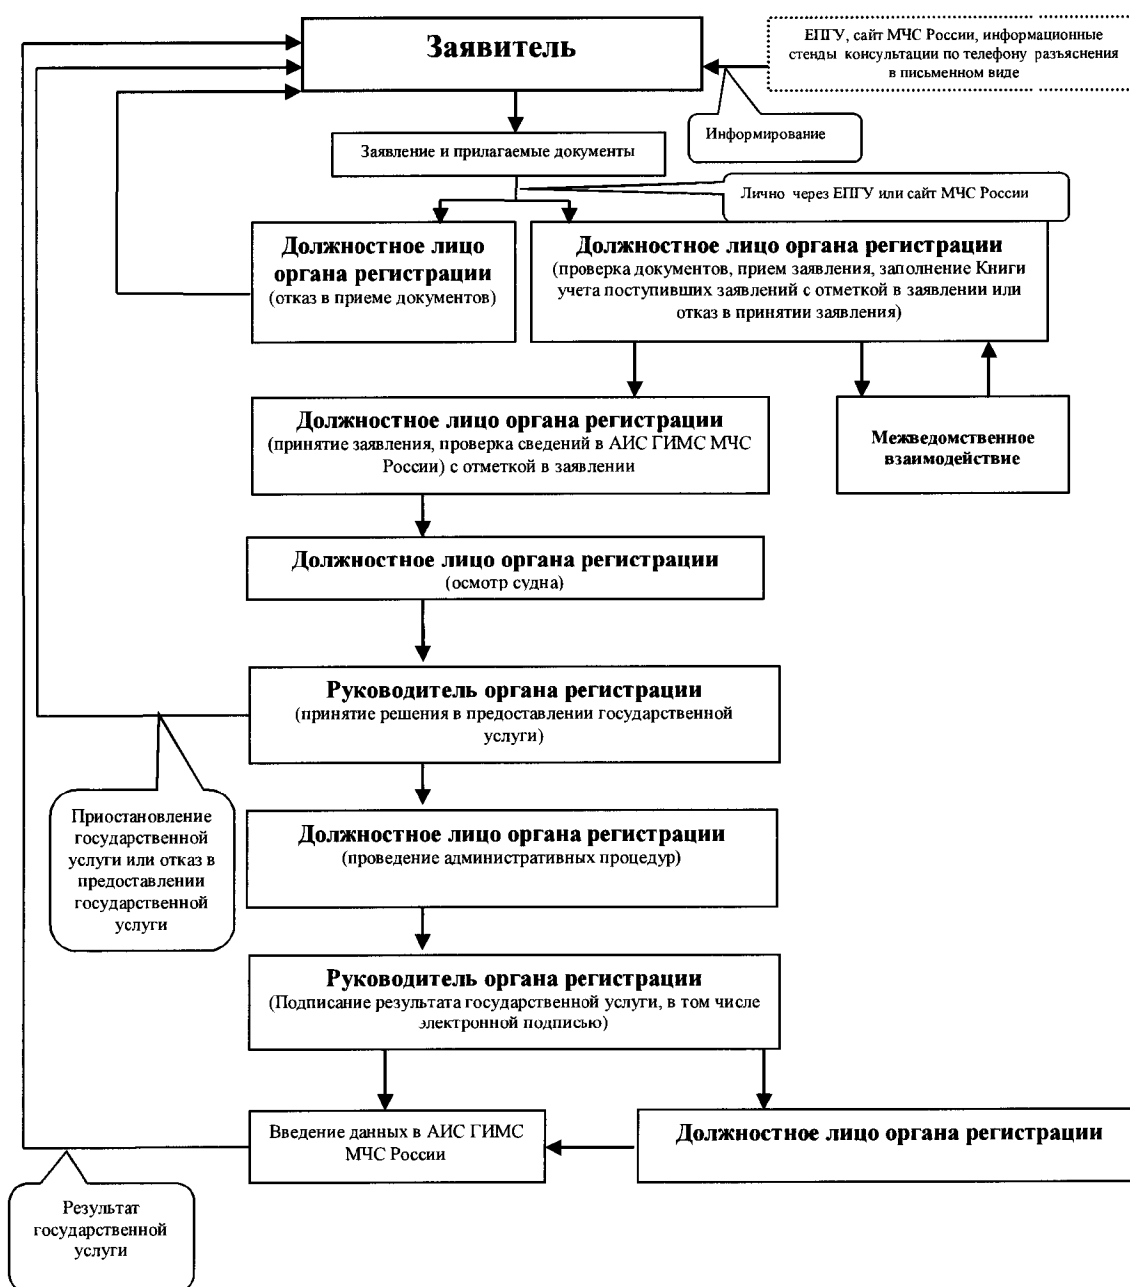 Заявитель
ЕПГУ, сайт МЧС России, информационные
стенды консультации по телефону разъяснения
в письменном виде
Информирование
Заявление и прилагаемые документы
Лично через ЕПГУ или сайт МЧС России
Должностное лицо
органа регистрации
(отказ в приеме документов)
Должностное лицо органа регистрации
(проверка документов, прием заявления, заполнение Книги
учета поступивших заявлений с отметкой в заявлении или
отказ в принятии заявления)
Должностное лицо органа регистрации
(принятие заявления, проверка сведений в АИС ГИМС МЧС
России) с отметкой в заявлении
Межведомственное
взаимодействие
Должностное лицо органа регистрации
(осмотр судна)
Руководитель органа регистрации
(принятие решения в предоставлении государственной
услуги)
Приостановление
государственной
услуги или отказ в
предоставлении
государственной
услуги
Должностное лицо органа регистрации
(проведение административных процедур)
Руководитель органа регистрации
(Подписание результата государственной услуги, в том числе
электронной подписью)
Введение данных в АИС ГИМС
МЧС России
Должностное лицо органа регистрации
Результат
государственной
услуги